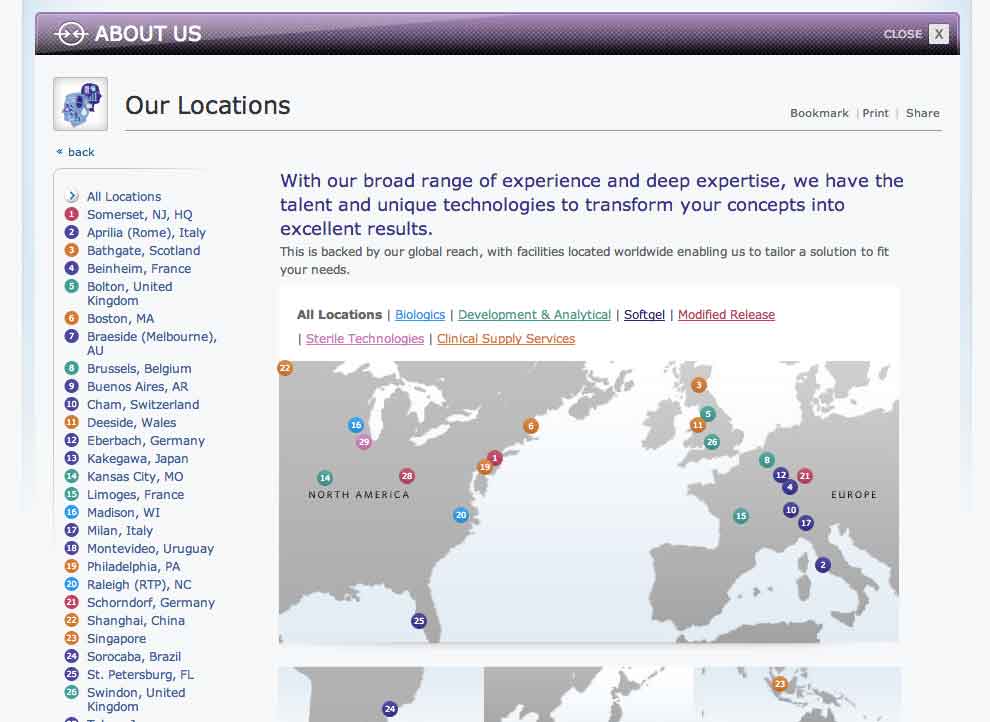 ABOUT US
CLOSE X
Our Locations
Bookmark | Print | Share
« back
All Locations
1 Somerset, NJ, HQ
2 Aprilia (Rome), Italy
3 Bathgate, Scotland
4 Beinheim, France
5 Bolton, United
Kingdom
6 Boston, MA
7 Braeside (Melbourne),
AU
8 Brussels, Belgium
9 Buenos Aires, AR
10 Cham, Switzerland
11 Deeside, Wales
12 Eberbach, Germany
13 Kakegawa, Japan
14 Kansas City, MO
15 Limoges, France
16 Madison, WI
17 Milan, Italy
18 Montevideo, Uruguay
19 Philadelphia, PA
20 Raleigh (RTP), NC
21 Schorndorf, Germany
22 Shanghai, China
23 Singapore
24 Sorocaba, Brazil
25 St. Petersburg, FL
26 Swindon, United
Kingdom
With our broad range of experience and deep expertise, we have the
talent and unique technologies to transform your concepts into
excellent results.
This is backed by our global reach, with facilities located worldwide enabling us to tailor a solution to fit
your needs.
All Locations | Biologics | Development & Analytical | Softgel | Modified Release
| Sterile Technologies | Clinical Supply Services
22
3
5
16
6
11
29
26
1
8
19
14
28
12
21
4
NORTH AMERICA
EUROPE
10
20
15
17
2
25
23
24